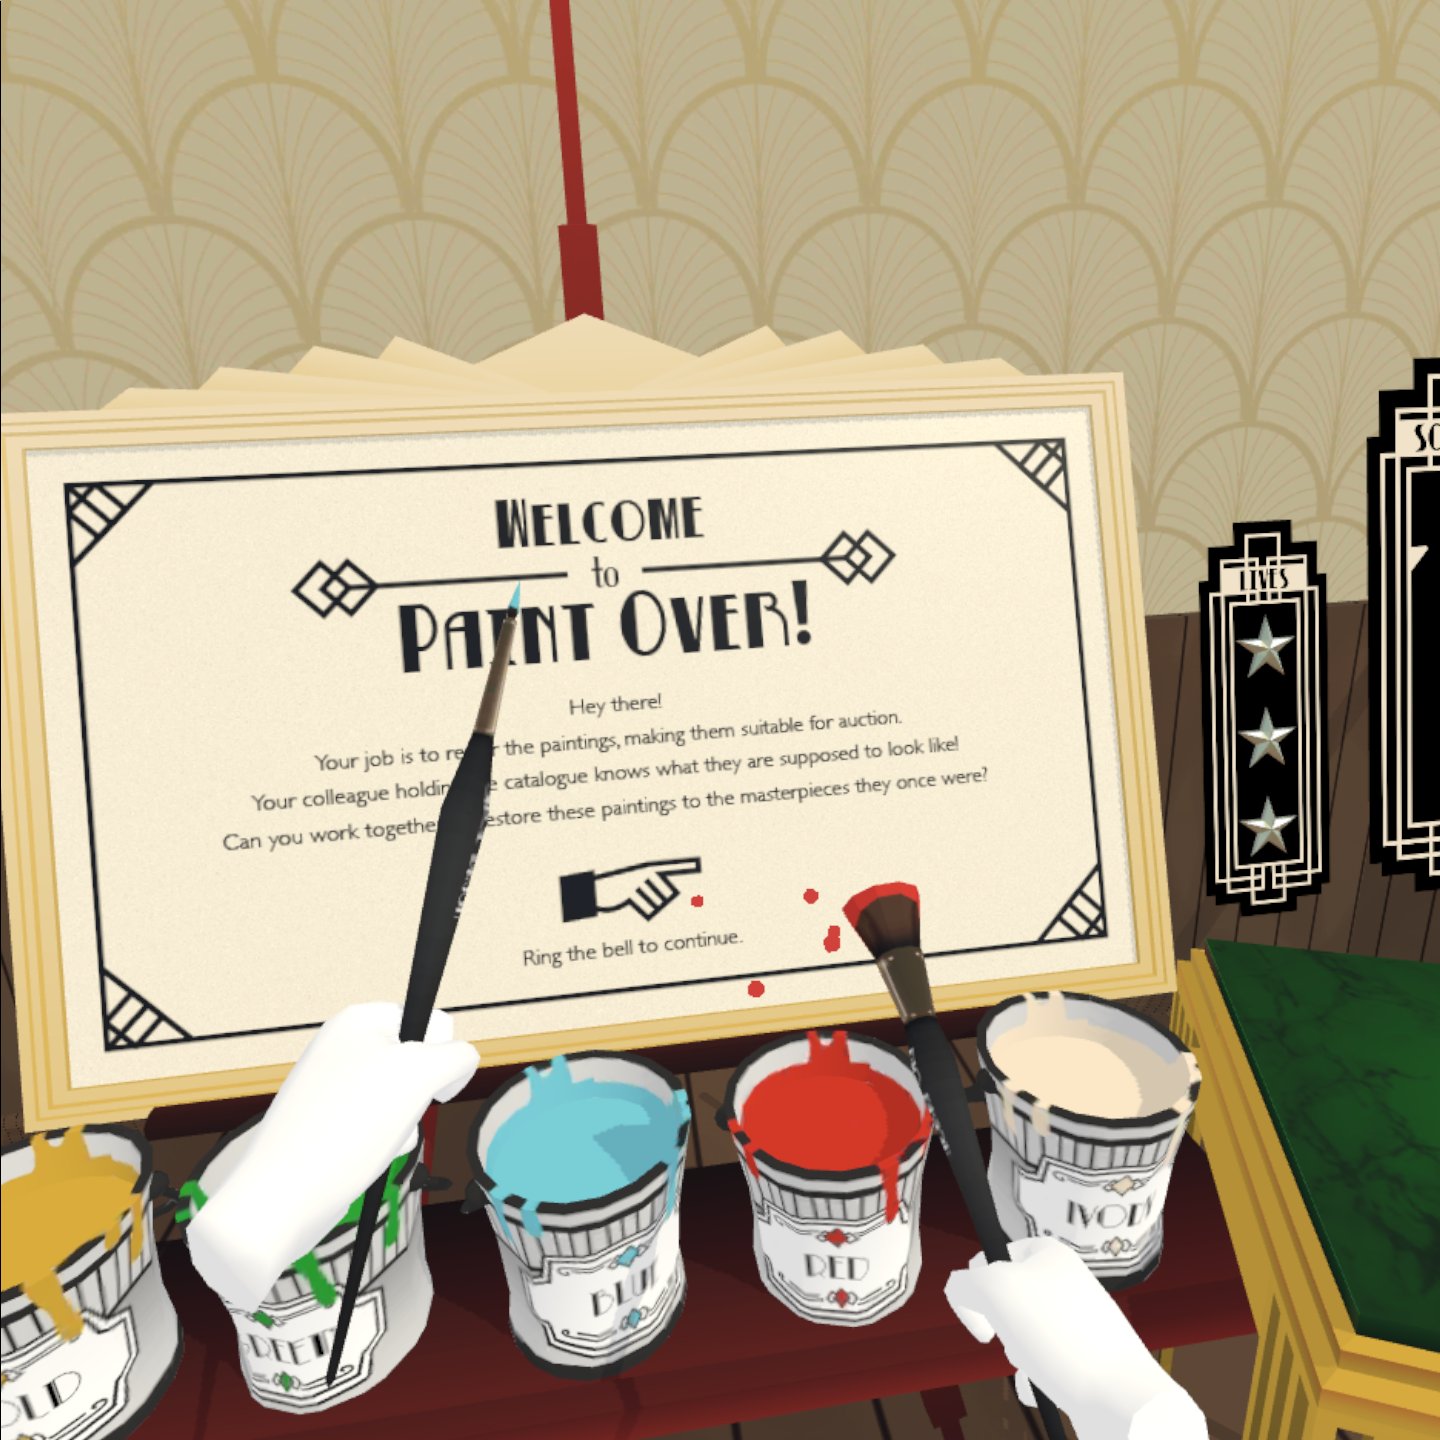 WELCOME
to
PAINT OVER!
Hey there!
Your job is to the paintings, making them suitable for auction.
Your colleague catalogue knows what they are supposed to look like!
Can you work these paintings to the masterpieces they once were?
Ring the bell to continue.
LIVES
BLUE
RED
IVORY